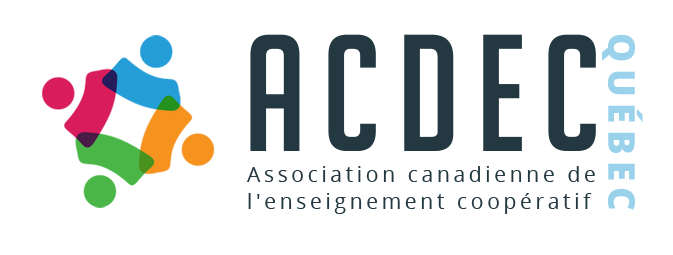 ACDEC
QUÉBEC
Association canadienne de
l'enseignement coopératif